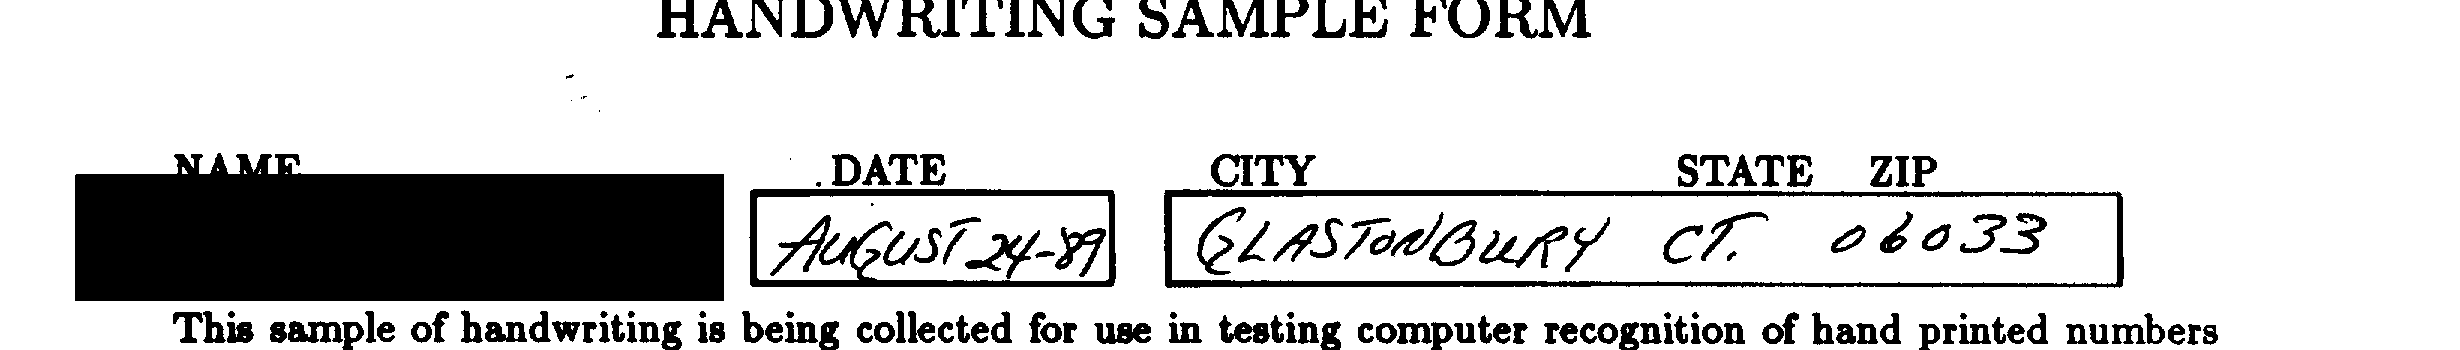 HANDWRITING SAMPLE FORM
NAME DATE CITY STATE ZIP
AUGUST 24-89 GLASTONBURY CT. 06033
This sample of handwriting is being collected for use in testing computer recognition of hand printed numbers